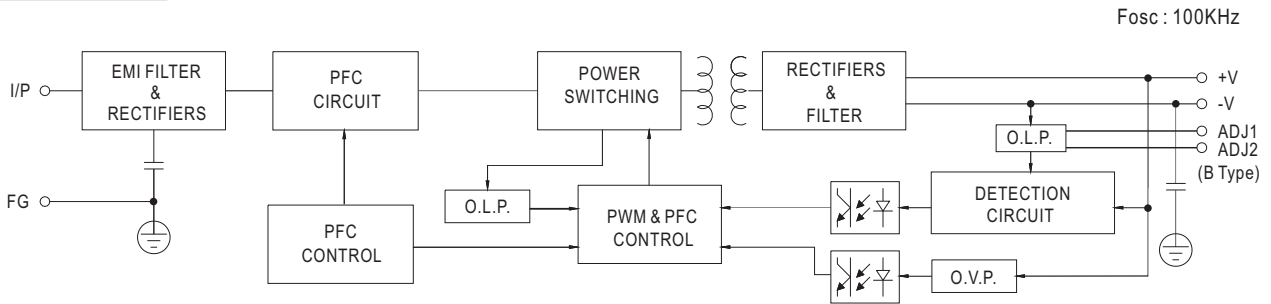 Fosc : 100KHz
I/P
EMI FILTER
&
RECTIFIERS
PFC
CIRCUIT
POWER
SWITCHING
RECTIFIERS
&
FILTER
+V
-V
O.L.P.
ADJ1
ADJ2
(B Type)
FG
O.L.P.
PFC
CONTROL
PWM & PFC
CONTROL
DETECTION
CIRCUIT
O.V.P.